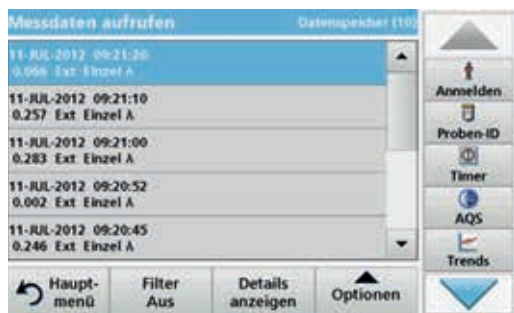 Messdaten aufrufen
Datenspeicher (10)
11-JUL-2012 09:21:20
0.066 Ext Einzel λ
11-JUL-2012 09:21:10
0.257 Ext Einzel λ
11-JUL-2012 09:21:00
0.283 Ext Einzel λ
11-JUL-2012 09:20:52
0.002 Ext Einzel λ
11-JUL-2012 09:20:45
0.246 Ext Einzel λ
Haupt-
menü
Filter
Aus
Details
anzeigen
Optionen
Anmelden
Proben-ID
Timer
AQS
Trends